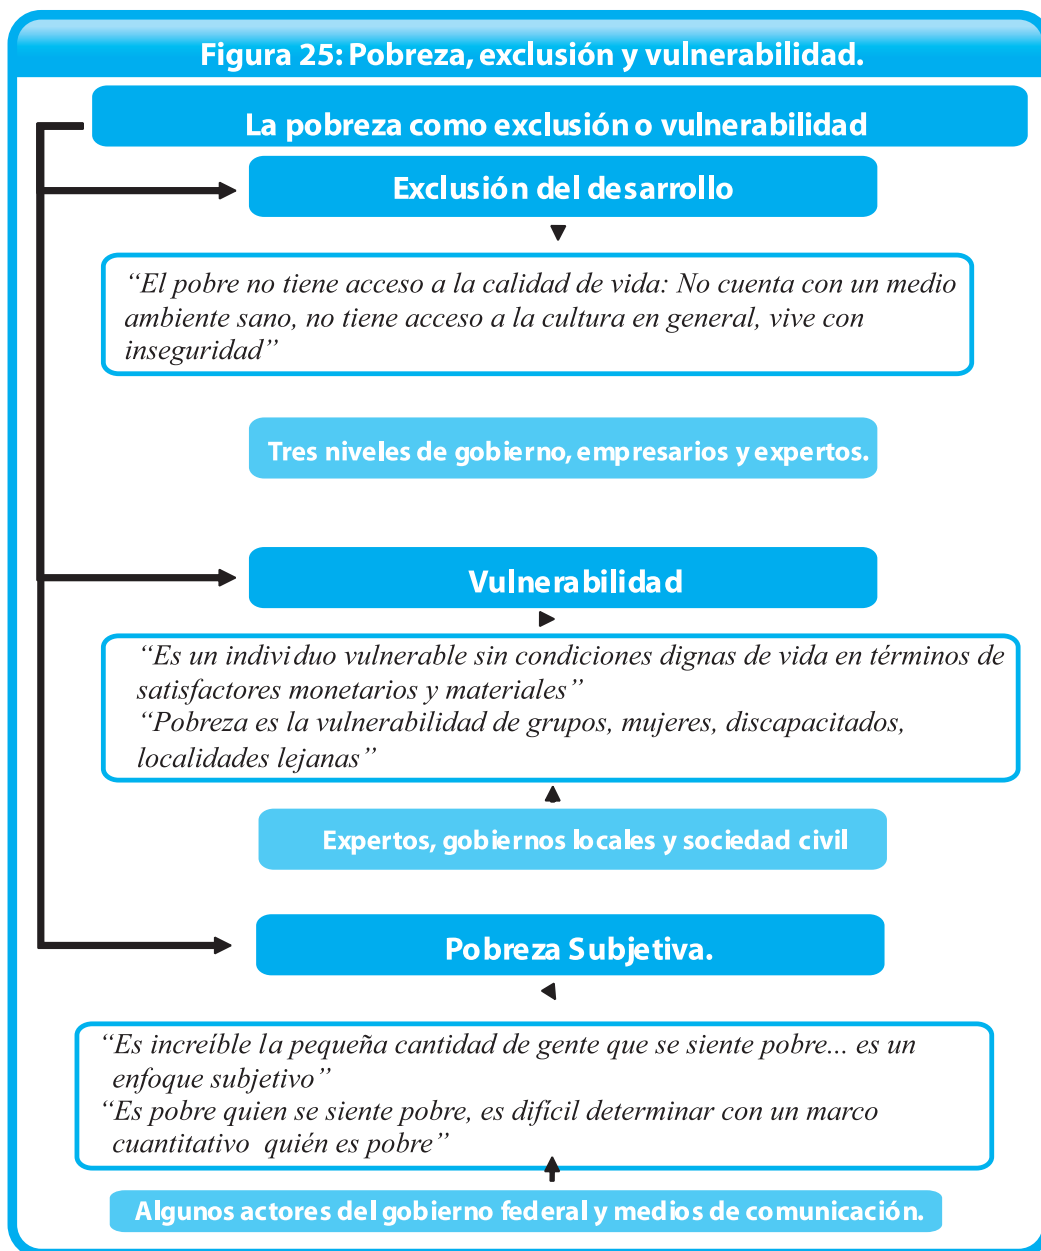 Figura 25: Pobreza, exclusión y vulnerabilidad.
La pobreza como exclusión o vulnerabilidad
Exclusión del desarrollo
“El pobre no tiene acceso a la calidad de vida: No cuenta con un medio
ambiente sano, no tiene acceso a la cultura en general, vive con
inseguridad”
Tres niveles de gobierno, empresarios y expertos.
Vulnerabilidad
“Es un individuo vulnerable sin condiciones dignas de vida en términos de
satisfactores monetarios y materiales”
“Pobreza es la vulnerabilidad de grupos, mujeres, discapacitados,
localidades lejanas”
Expertos, gobiernos locales y sociedad civil
Pobreza Subjetiva.
“Es increíble la pequeña cantidad de gente que se siente pobre... es un
enfoque subjetivo”
“Es pobre quien se siente pobre, es difícil determinar con un marco
cuantitativo quién es pobre”
Algunos actores del gobierno federal y medios de comunicación.